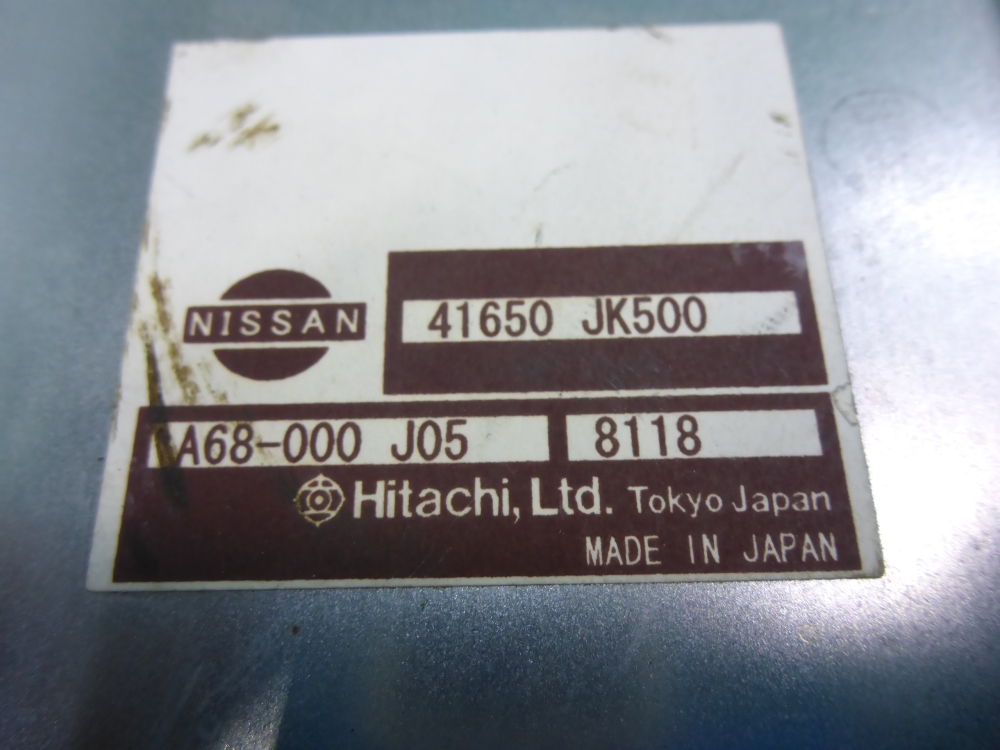 NISSAN
41650 JK500
A68-000 J05
8118
Hitachi, Ltd. Tokyo Japan
MADE IN JAPAN